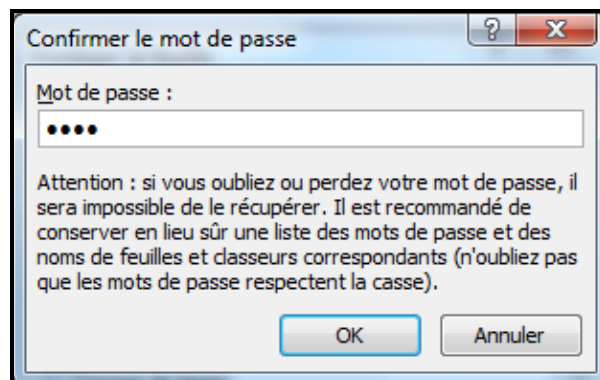 Confirmer le mot de passe
Mot de passe :
••••
Attention : si vous oubliez ou perdez votre mot de passe, il
sera impossible de le récupérer. Il est recommandé de
conserver en lieu sûr une liste des mots de passe et des
noms de feuilles et classeurs correspondants (n'oubliez pas
que les mots de passe respectent la casse).
OK Annuler